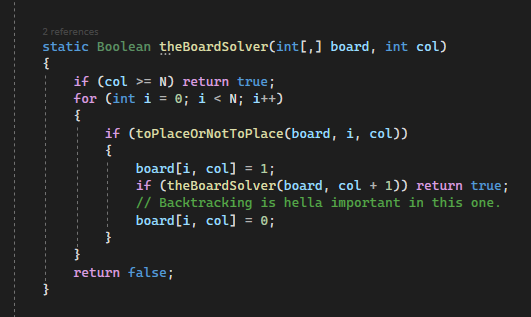 2 references
static Boolean theBoardSolver(int[,] board, int col)
{
if (col >= N) return true;
for (int i = 0; i < N; i++)
{
if (toPlaceOrNotToPlace(board, i, col))
{
board[i, col] = 1;
if (theBoardSolver(board, col + 1)) return true;
// Backtracking is hella important in this one.
board[i, col] = 0;
}
}
return false;
}